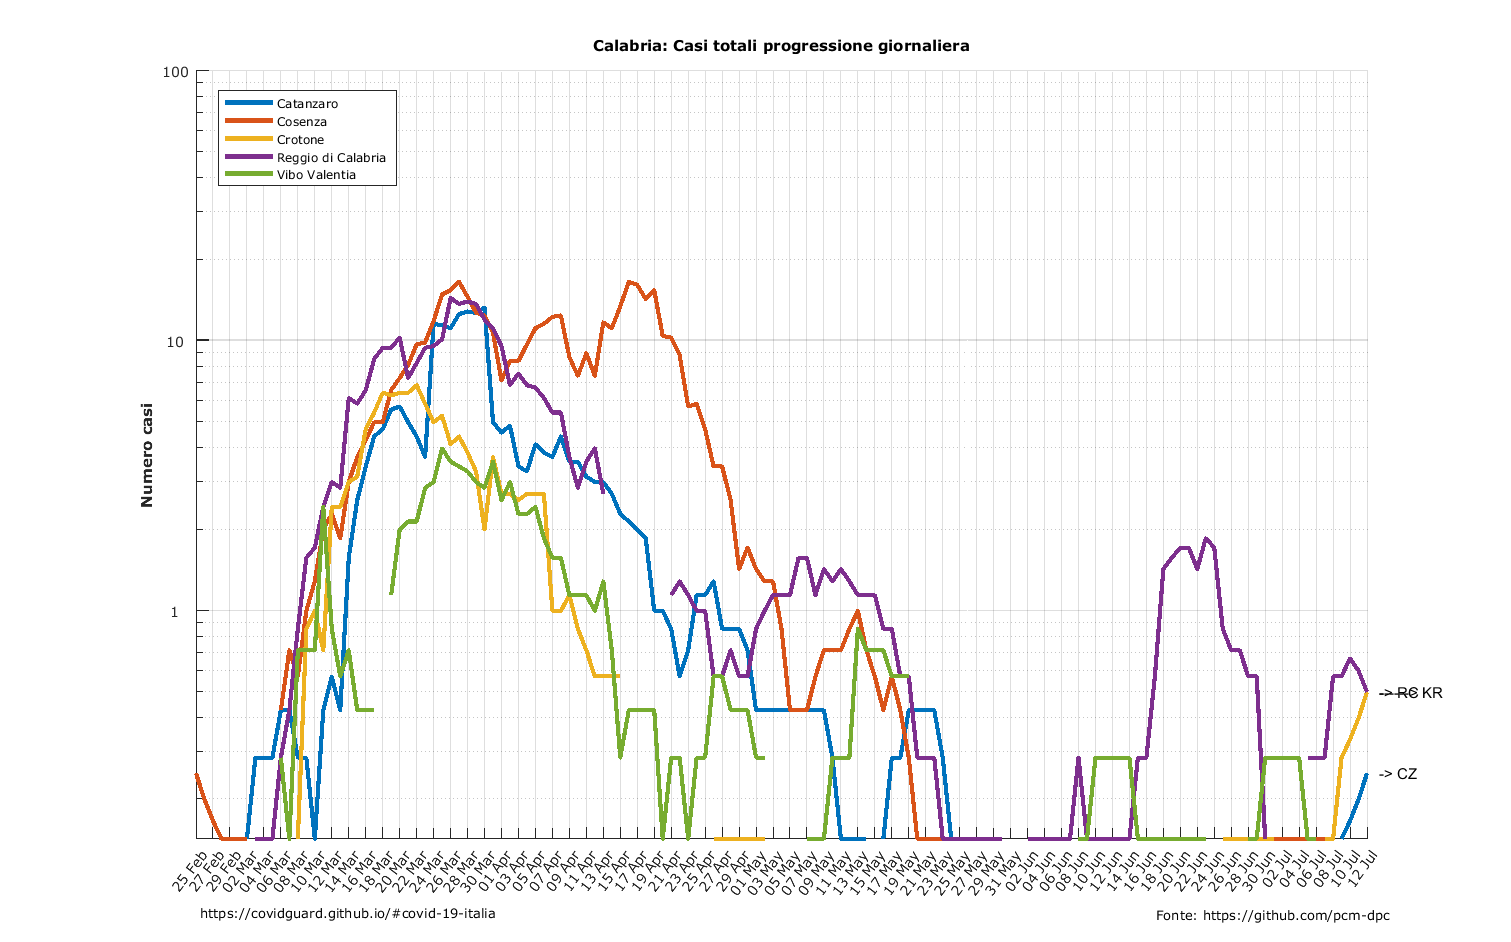 Calabria: Casi totali progressione giornaliera
100
10
1
Numero casi
Catanzaro
Cosenza
Crotone
Reggio di Calabria
Vibo Valentia
-> RC
KR
-> CZ
25 Feb
27 Feb
29 Feb
02 Mar
04 Mar
06 Mar
08 Mar
10 Mar
12 Mar
14 Mar
16 Mar
18 Mar
20 Mar
22 Mar
24 Mar
26 Mar
28 Mar
30 Mar
01 Apr
03 Apr
05 Apr
07 Apr
09 Apr
11 Apr
13 Apr
15 Apr
17 Apr
19 Apr
21 Apr
23 Apr
25 Apr
27 Apr
29 Apr
01 May
03 May
05 May
07 May
09 May
11 May
13 May
15 May
17 May
19 May
21 May
23 May
25 May
27 May
29 May
31 May
02 Jun
04 Jun
06 Jun
08 Jun
10 Jun
12 Jun
14 Jun
16 Jun
18 Jun
20 Jun
22 Jun
24 Jun
26 Jun
28 Jun
30 Jun
02 Jul
04 Jul
06 Jul
08 Jul
10 Jul
12 Jul
https://covidguard.github.io/#covid-19-italia
Fonte: https://github.com/pcm-dpc